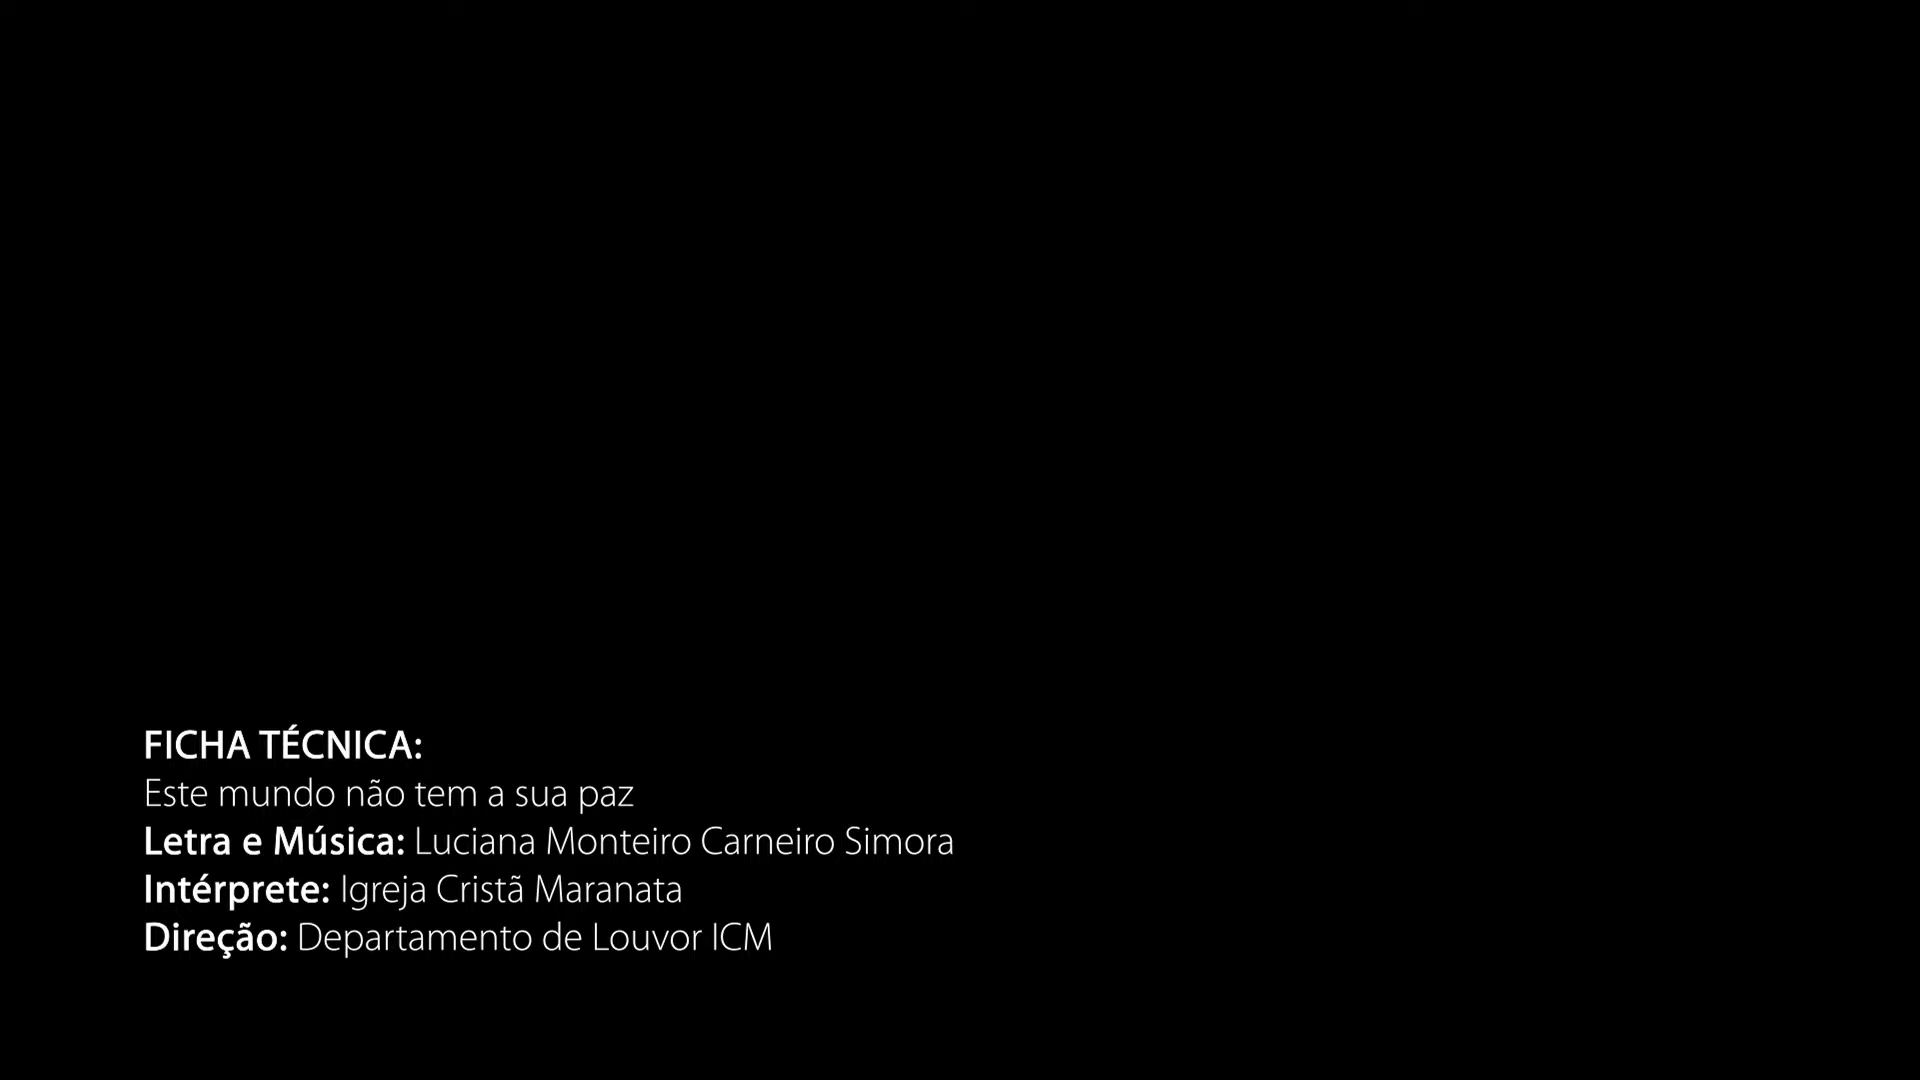 FICHA TÉCNICA:
Este mundo não tem a sua paz
Letra e Música: Luciana Monteiro Carneiro Simora
Intérprete: Igreja Cristã Maranata
Direção: Departamento de Louvor ICM